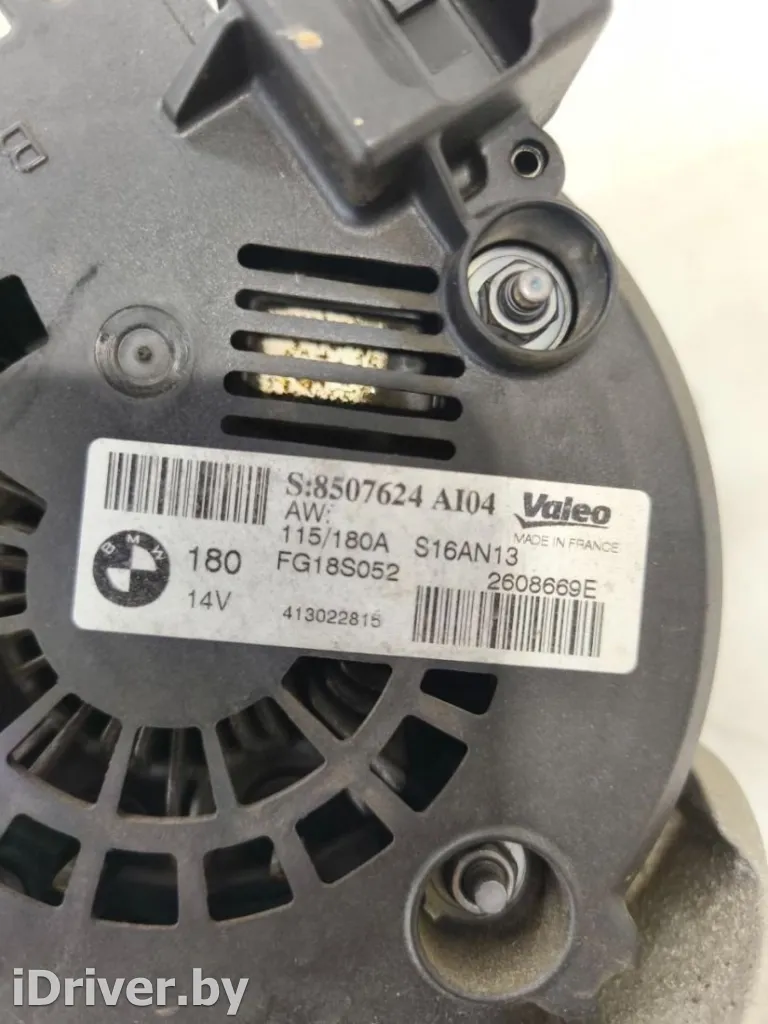 B
S:8507624 AI04
Valeo
AW:
MADE IN FRANCE
115/180A S16AN13
BMW
180
FG18S052
2608669E
14V
413022815
iDriver.by